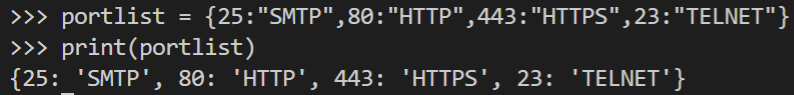 >>> portlist = {25:"SMTP",80:"HTTP",443:"HTTPS",23:"TELNET"}
>>> print(portlist)
{25: 'SMTP', 80: 'HTTP', 443: 'HTTPS', 23: 'TELNET'}